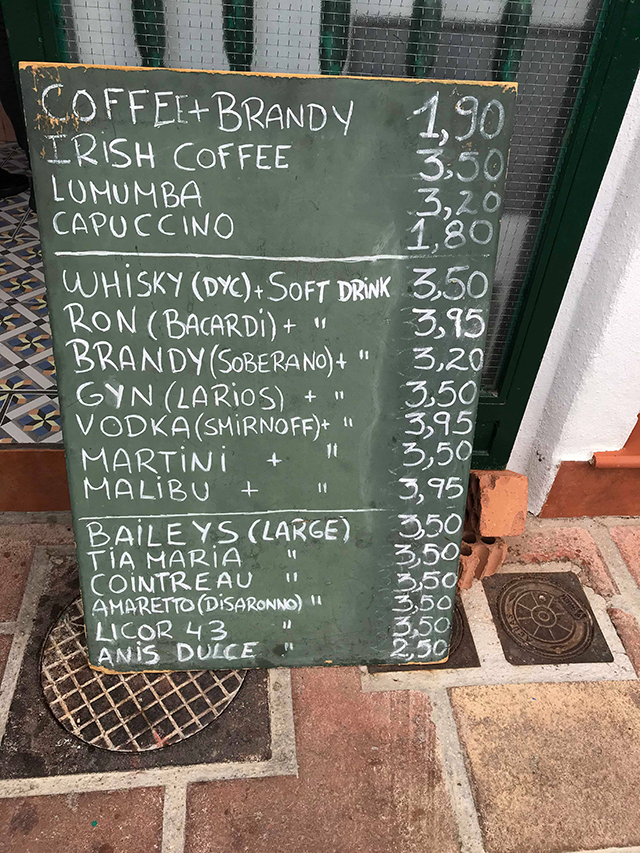 COFFEE+BRANDY 1,90
IRISH COFFEE 3,50
LUMUMBA 3,20
CAPUCCINO 1,80
WHISKY (DYC)+SOFT DRINK 3,50
RON (BACARDI)+ " 3,95
BRANDY (SOBERANO)+ " 3,20
GYN (LARIOS) + " 3,50
VODKA (SMIRNOFF)+ " 3,95
MARTINI + " 3,50
MALIBU + " 3,95
BAILEYS (LARGE) 3,50
TIA MARIA " 3,50
COINTREAU " 3,50
AMARETTO (DISARONNO) " 3,50
LICOR 43 " 3,50
ANIS DULCE " 2,50